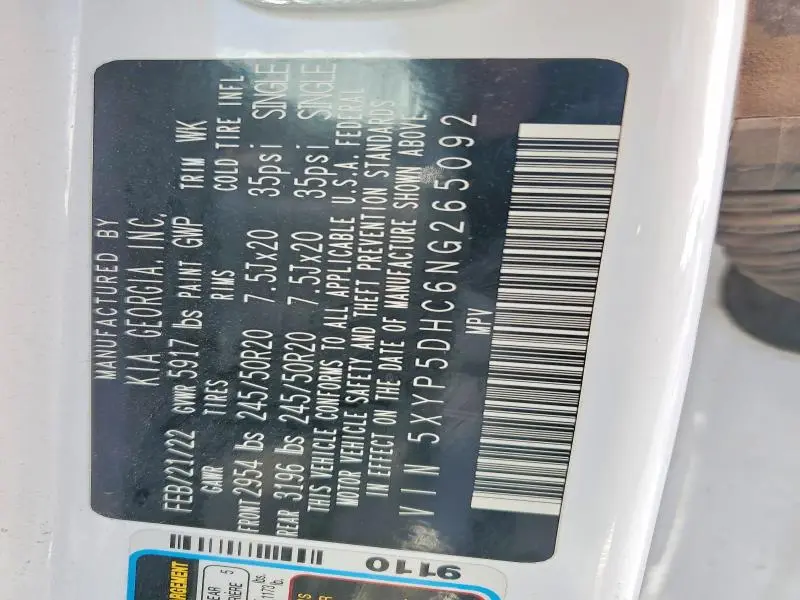 MANUFACTURED BY
KIA GEORGIA, INC.
FEB/21/22 GVWR 5917 lbs PAINT GWP TRIM WK
GAWR TIRES RIMS COLD TIRE INFL
FRONT 2954 lbs 245/50R20 7.5Jx20 35psi SINGLE
REAR 3196 lbs 245/50R20 7.5Jx20 35psi SINGLE
THIS VEHICLE CONFORMS TO ALL APPLICABLE U.S.A. FEDERAL
MOTOR VEHICLE SAFETY AND THEFT PREVENTION STANDARDS
IN EFFECT ON THE DATE OF MANUFACTURE SHOWN ABOVE
VIN 5XYP5DHC6NG265092
MPV
9110
5